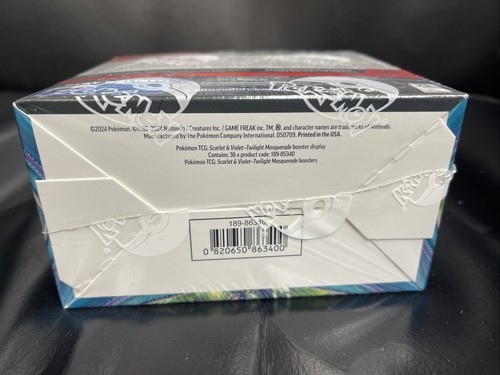 ©2024 Pokémon. ©1995-2024 Nintendo / Creatures Inc. / GAME FREAK inc. TM, ®, and character names are trademarks of Nintendo.
Manufactured by The Pokémon Company International. 050709. Printed in the USA.
Pokémon TCG: Scarlet & Violet–Twilight Masquerade booster display
Contains: 36 x product code: 189-85340
Pokémon TCG: Scarlet & Violet–Twilight Masquerade boosters
189-86340
0 820650 863400